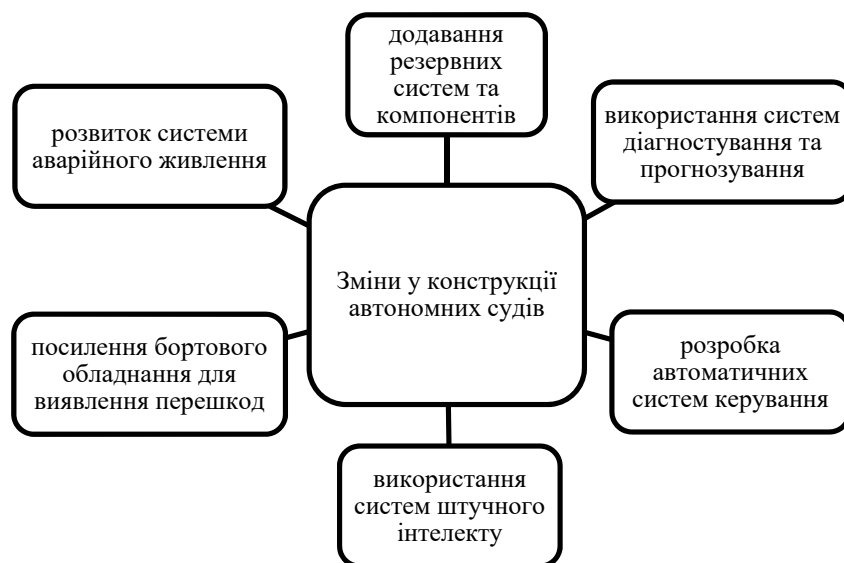 додавання
резервних
систем та
компонентів
розвиток системи
аварійного живлення
використання систем
діагностування та
прогнозування
Зміни у конструкції
автономних судів
посилення бортового
обладнання для
виявлення перешкод
розробка
автоматичних
систем керування
використання
систем штучного
інтелекту